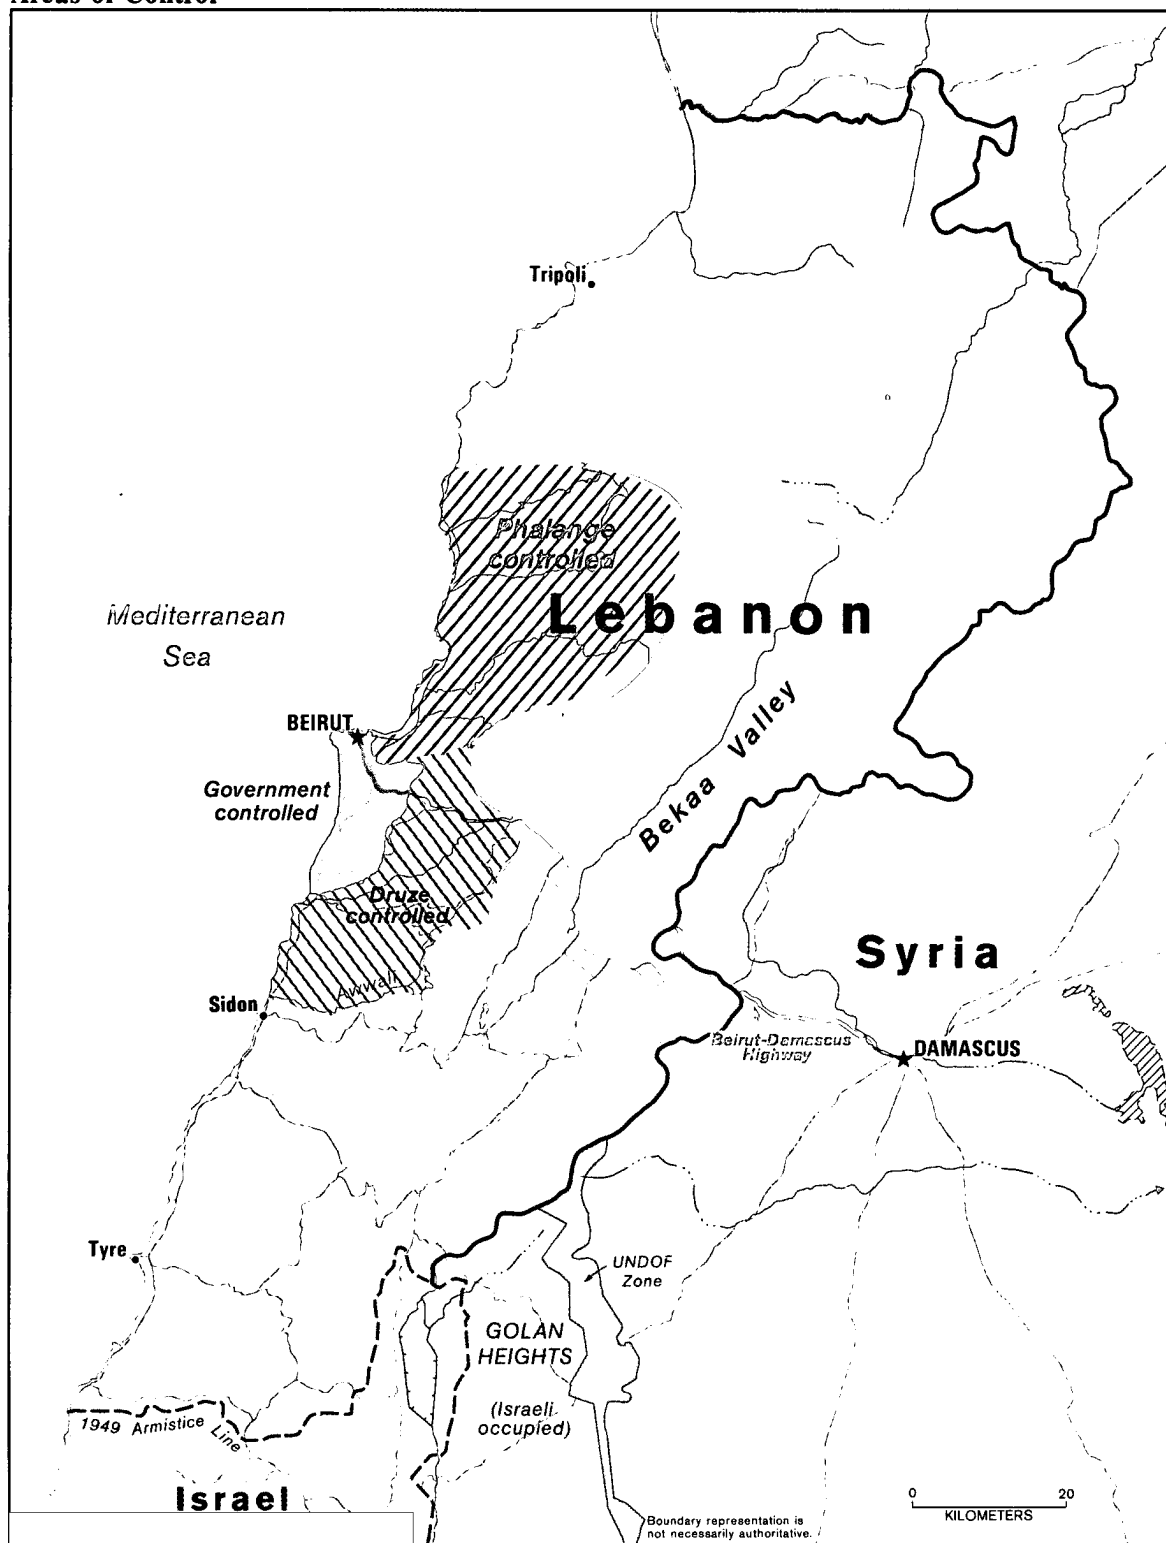 Areas of Control
Tripoli
Phalange
controlled
Lebanon
Mediterranean
Sea
BEIRUT
Bekaa Valley
Government
controlled
Druze
controlled
Syria
Awwali
Sidon
Beirut-Damascus
Highway
DAMASCUS
Tyre
UNDOF
Zone
GOLAN
HEIGHTS
(Israeli
occupied)
1949 Armistice Line
Israel
0 20
KILOMETERS
Boundary representation is
not necessarily authoritative.